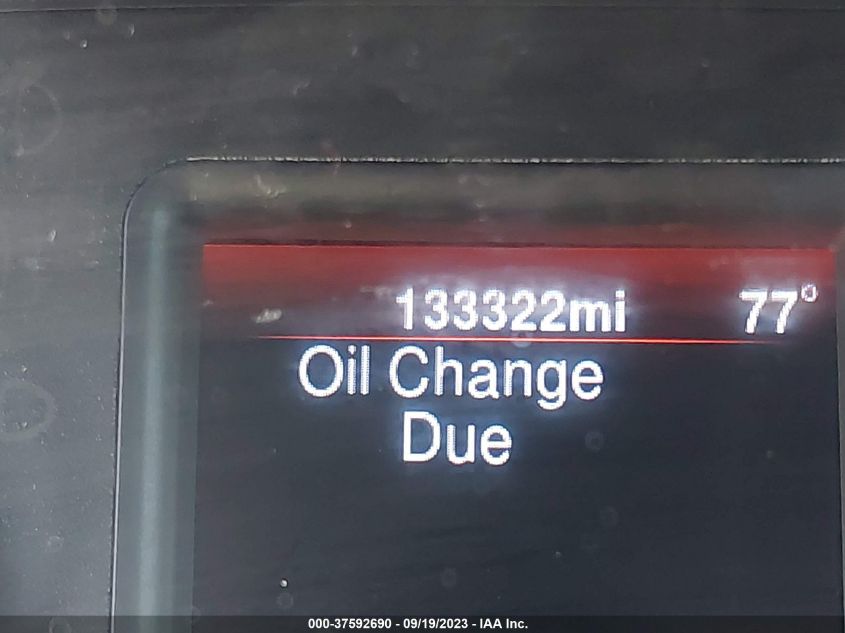 133322mi 77°
Oil Change
Due
000-37592690 - 09/19/2023 - IAA Inc.